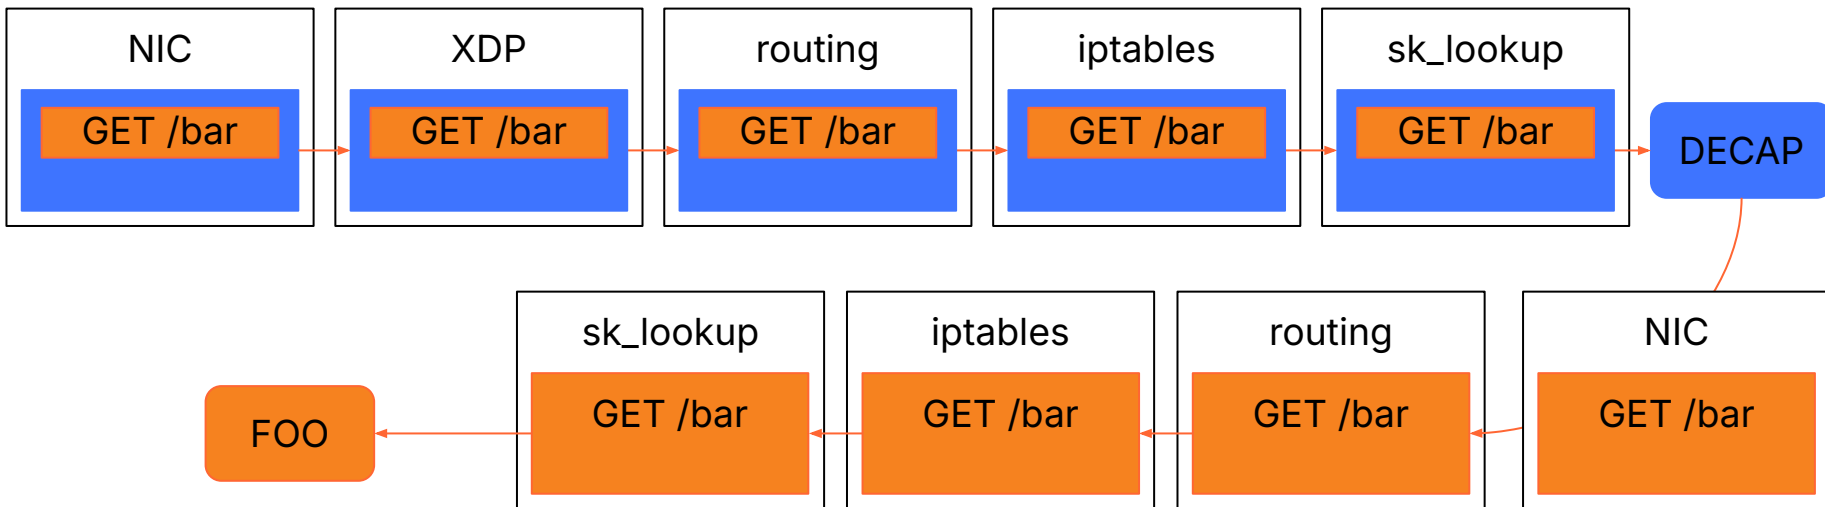 NIC
XDP
routing
iptables
sk_lookup
GET /bar
GET /bar
GET /bar
GET /bar
GET /bar
DECAP
sk_lookup
iptables
routing
NIC
GET /bar
GET /bar
GET /bar
GET /bar
FOO